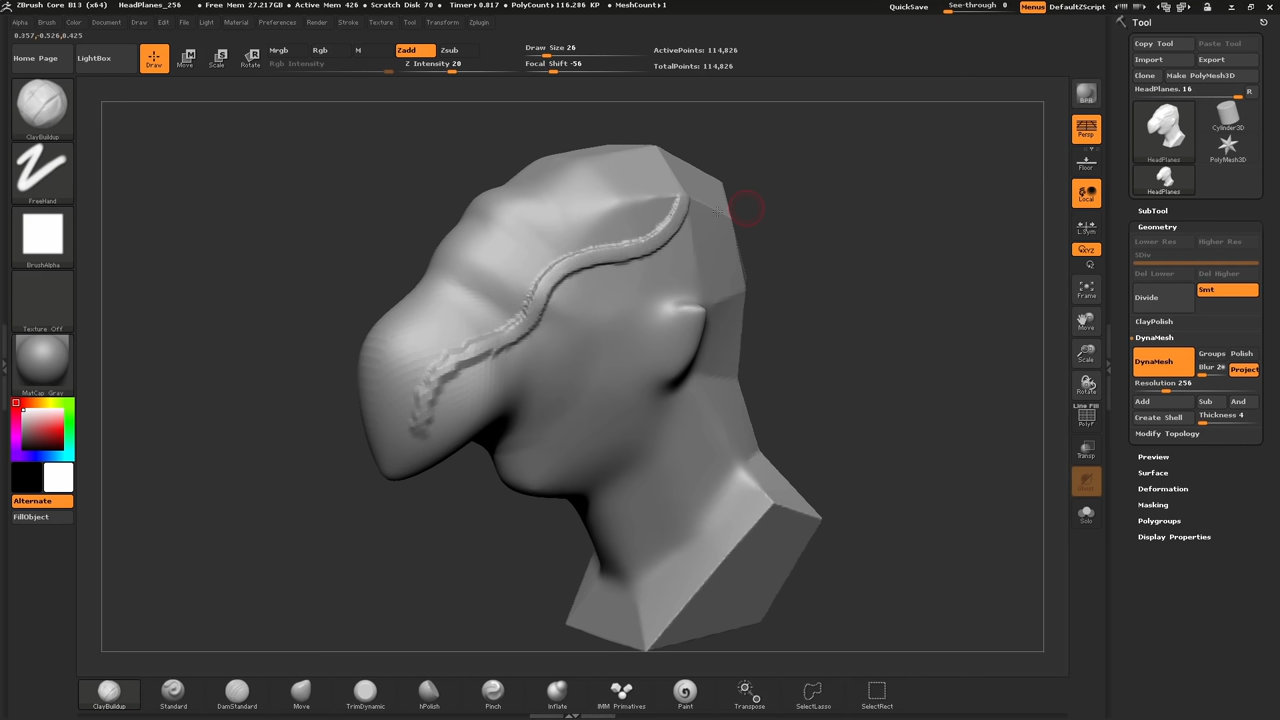 ZBrush Core B13 (x64) HeadPlanes_256 ● Free Mem 27.217GB ● Active Mem 426 ● Scratch Disk 70 ● Timer▸0.817 ● PolyCount▸116.286 KP ● MeshCount▸1 QuickSave See-through 0 Menus DefaultZScript
Alpha Brush Color Document Draw Edit File Light Material Preferences Render Stroke Texture Tool Transform Zplugin
0.357,-0.526,0.425
Home Page LightBox Draw Move Scale Rotate
Mrgb Rgb M Zadd Zsub
Rgb Intensity Z Intensity 20
Draw Size 26
Focal Shift -56
ActivePoints: 114,826
TotalPoints: 114,826
ClayBuildup
FreeHand
BrushAlpha
Texture Off
MatCap Gray
Alternate
FillObject
BPR
Persp
Floor
Local
L.Sym
XYZ
Frame
Move
Scale
Rotate
Line Fill
PolyF
Transp
Solo
Tool
Copy Tool Paste Tool
Import Export
Clone Make PolyMesh3D
HeadPlanes. 16 R
HeadPlanes
Cylinder3D
PolyMesh3D
HeadPlanes
SubTool
Geometry
Lower Res Higher Res
SDiv
Del Lower Del Higher
Divide Smt
ClayPolish
DynaMesh
DynaMesh Groups Polish
Blur 2 Project
Resolution 256
Add Sub And
Create Shell Thickness 4
Modify Topology
Preview
Surface
Deformation
Masking
Polygroups
Display Properties
ClayBuildup Standard DamStandard Move TrimDynamic hPolish Pinch Inflate IMM Primitives Paint Transpose SelectLasso SelectRect